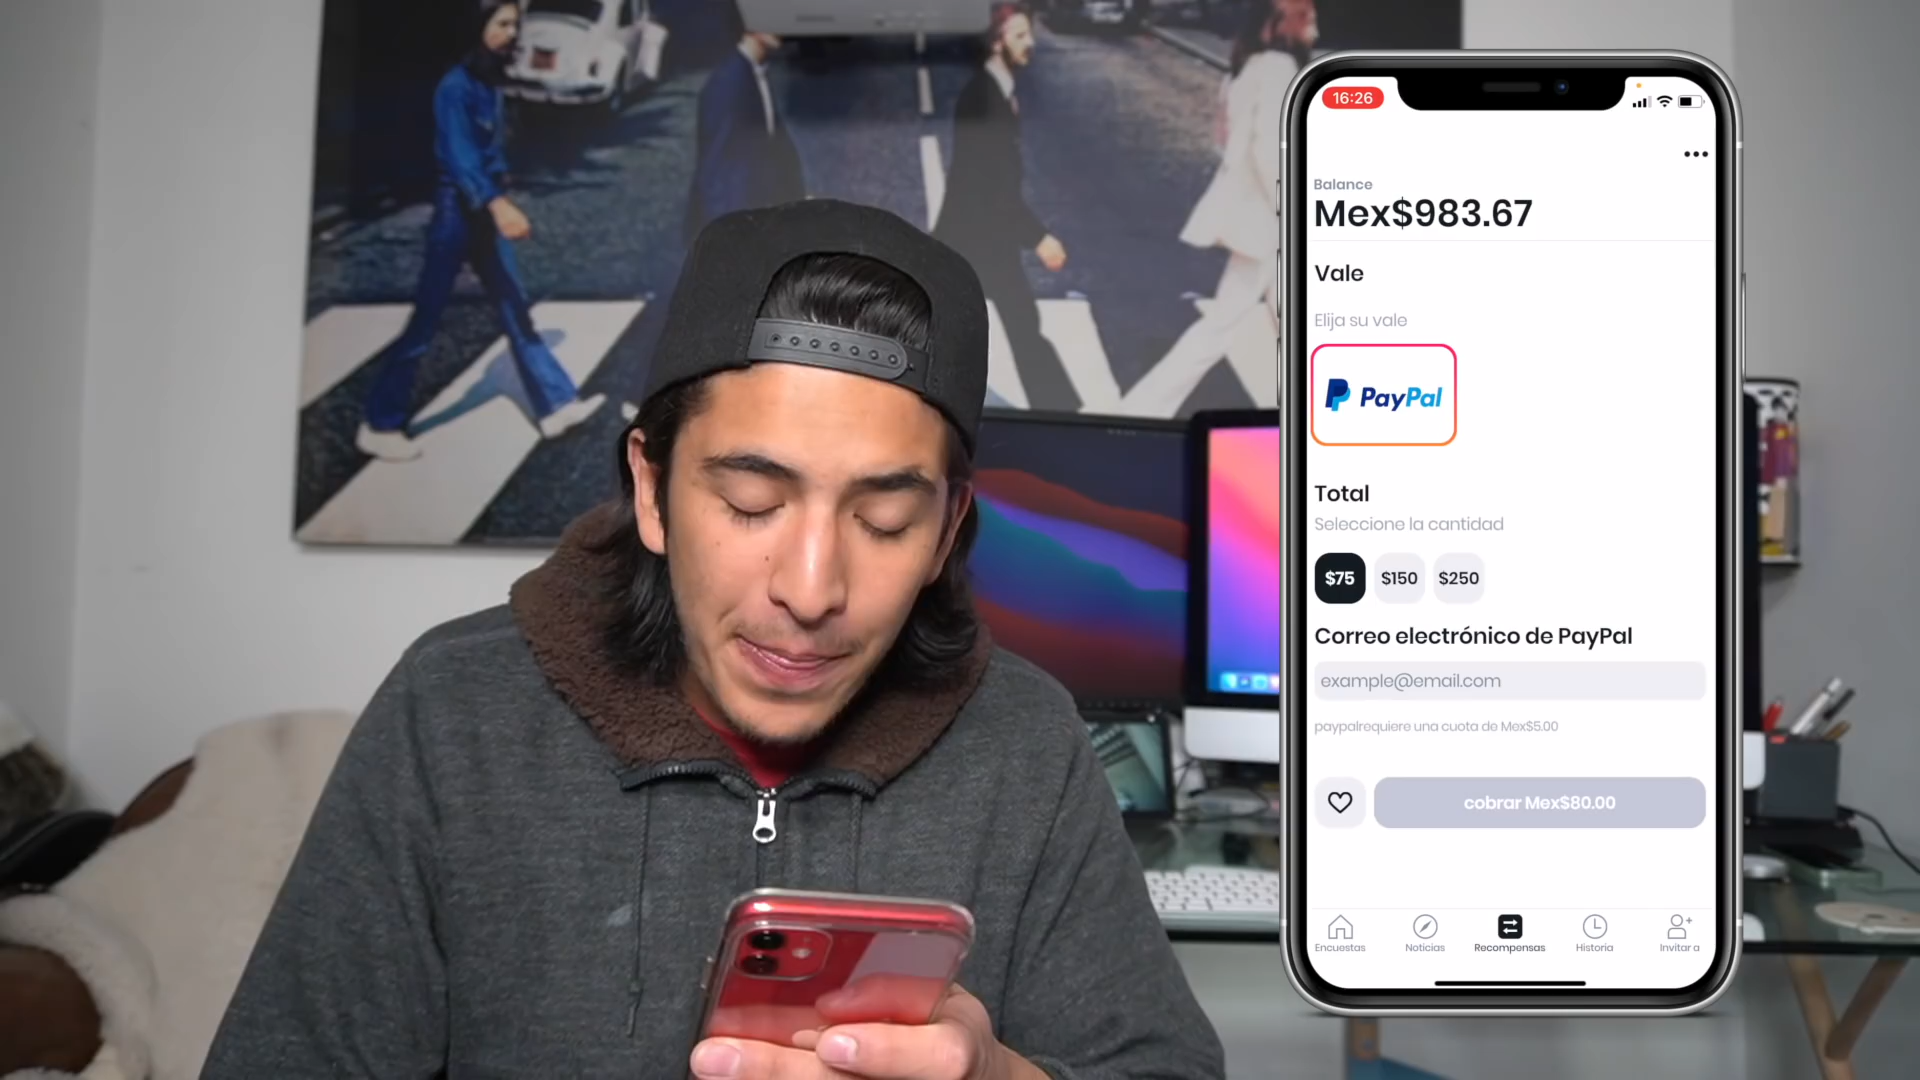 16:26
Balance
Mex$983.67
Vale
Elija su vale
PayPal
Total
Seleccione la cantidad
$75 $150 $250
Correo electrónico de PayPal
example@email.com
paypalrequiere una cuota de Mex$5.00
cobrar Mex$80.00
Encuestas Noticias Recompensas Historia Invitar a